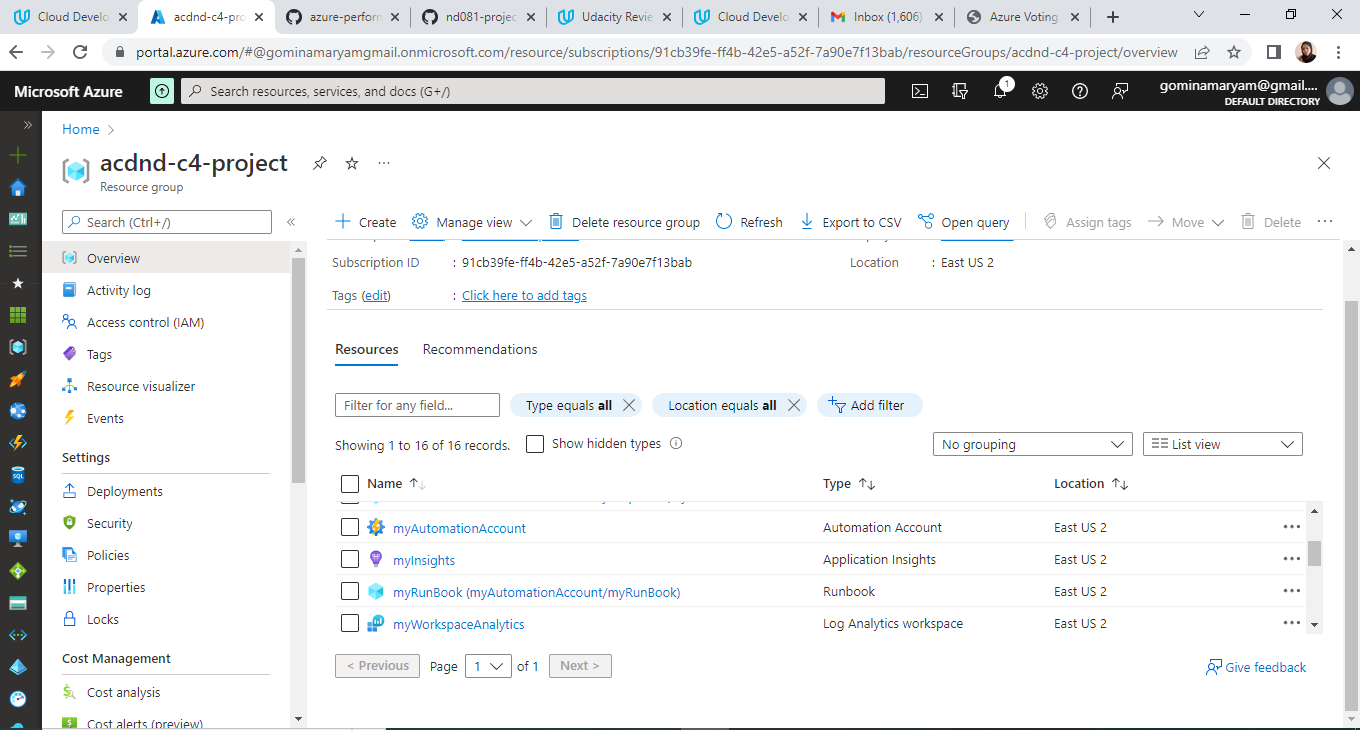 Cloud Develo
acdnd-c4-pro
azure-perforr
nd081-projec
Udacity Revie
Cloud Develo
Inbox (1,606)
Azure Voting
portal.azure.com/#@gominamaryamgmail.onmicrosoft.com/resource/subscriptions/91cb39fe-ff4b-42e5-a52f-7a90e7f13bab/resourceGroups/acdnd-c4-project/overview
Microsoft Azure
Search resources, services, and docs (G+/)
1
gominamaryam@gmail....
DEFAULT DIRECTORY
Home
acdnd-c4-project
Resource group
Search (Ctrl+/)
Create
Manage view
Delete resource group
Refresh
Export to CSV
Open query
Assign tags
Move
Delete
Overview
Activity log
Access control (IAM)
Tags
Resource visualizer
Events
Settings
Deployments
Security
Policies
Properties
Locks
Cost Management
Cost analysis
Cost alerts (preview)
Subscription ID : 91cb39fe-ff4b-42e5-a52f-7a90e7f13bab
Location : East US 2
Tags (edit) : Click here to add tags
Resources Recommendations
Filter for any field...
Type equals all
Location equals all
Add filter
Showing 1 to 16 of 16 records.
Show hidden types
No grouping
List view
Name Type Location
myAutomationAccount Automation Account East US 2
myInsights Application Insights East US 2
myRunBook (myAutomationAccount/myRunBook) Runbook East US 2
myWorkspaceAnalytics Log Analytics workspace East US 2
< Previous Page 1 of 1 Next >
Give feedback
SQL